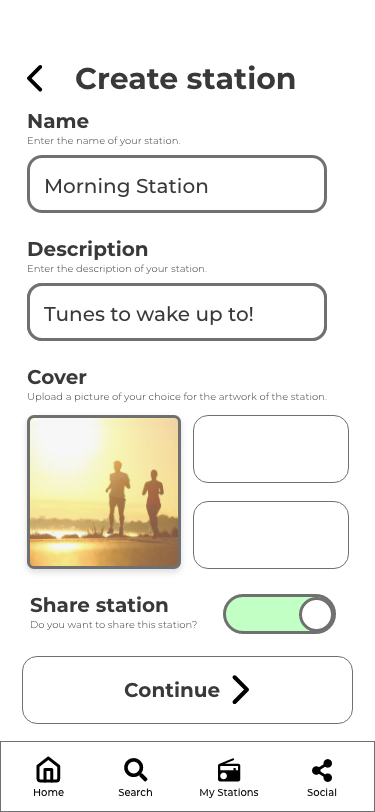 Create station
Name
Enter the name of your station.
Morning Station
Description
Enter the description of your station.
Tunes to wake up to!
Cover
Upload a picture of your choice for the artwork of the station.
Share station
Do you want to share this station?
Continue
Home
Search
My Stations
Social